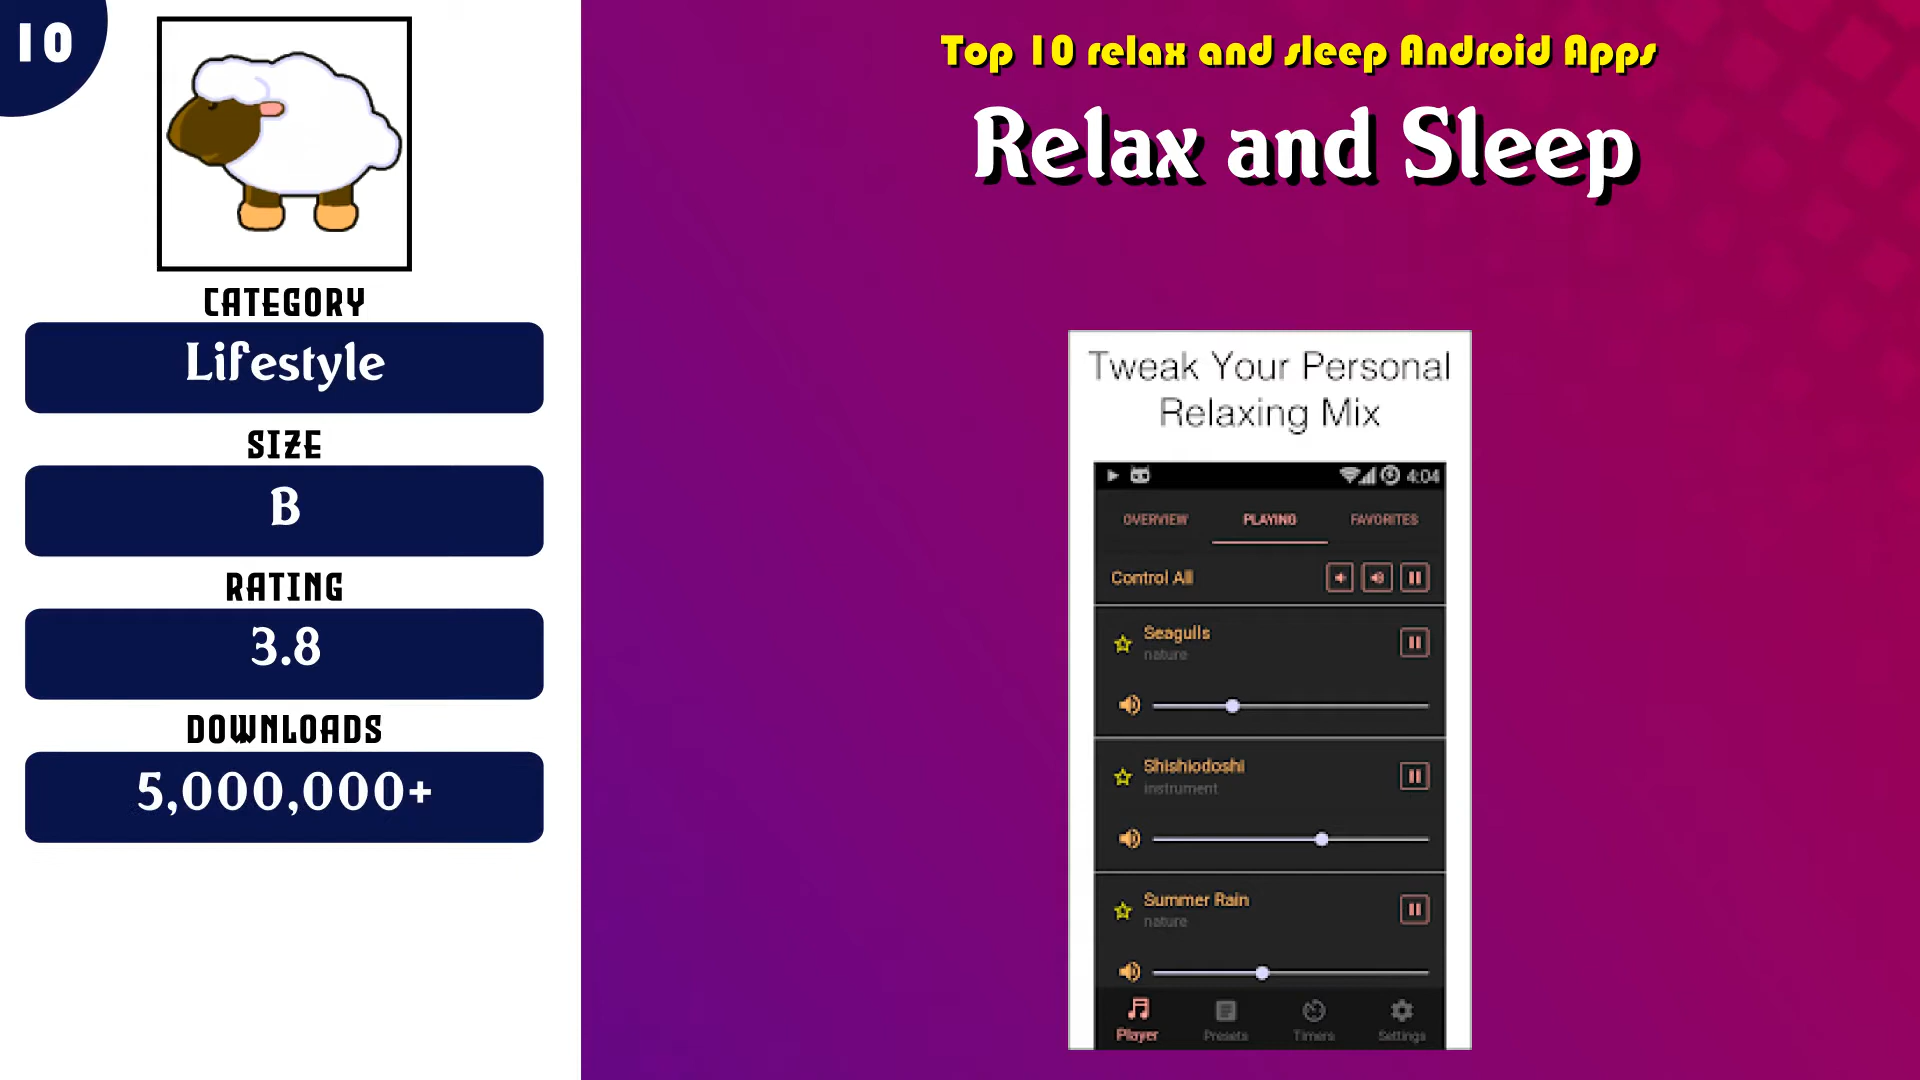 10
CATEGORY
Lifestyle
SIZE
B
RATING
3.8
DOWNLOADS
5,000,000+
Top 10 relax and sleep Android Apps
Relax and Sleep
Tweak Your Personal
Relaxing Mix
4:04
OVERVIEW PLAYING FAVORITES
Control All
Seagulls
nature
Shishiodoshi
instrument
Summer Rain
nature
Player Presets Timers Settings